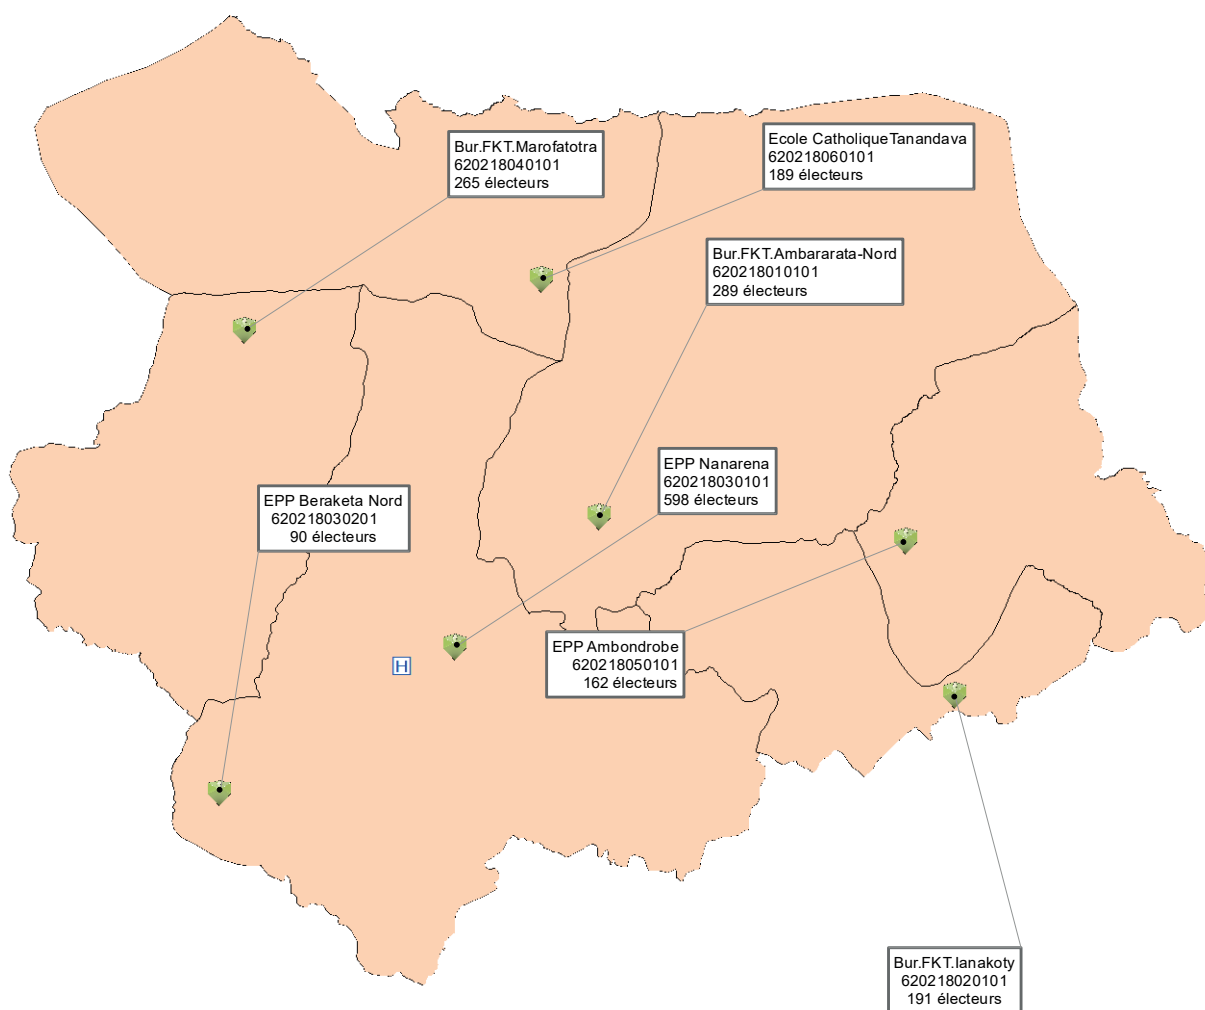 Bur.FKT.Marofatotra
620218040101
265 électeurs
Ecole CatholiqueTanandava
620218060101
189 électeurs
Bur.FKT.Ambararata-Nord
620218010101
289 électeurs
EPP Nanarena
620218030101
598 électeurs
EPP Beraketa Nord
620218030201
90 électeurs
EPP Ambondrobe
620218050101
162 électeurs
H
Bur.FKT.Ianakoty
620218020101
191 électeurs